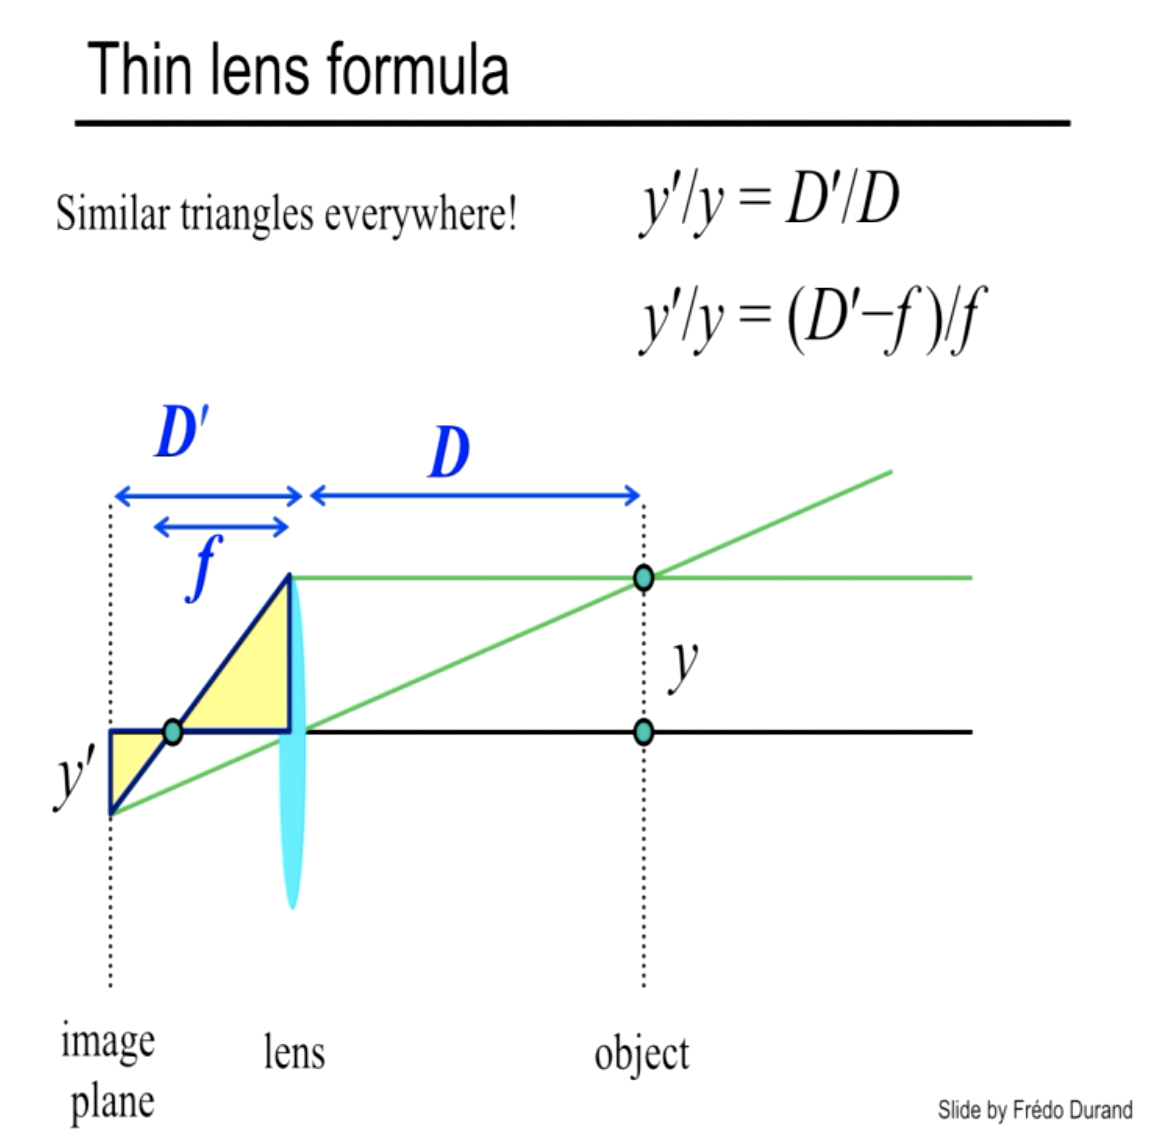 Thin lens formula
Similar triangles everywhere!
y'/y = D'/D
y'/y = (D'−f)/f
D'
D
f
y
y'
image
plane
lens
object
Slide by Frédo Durand